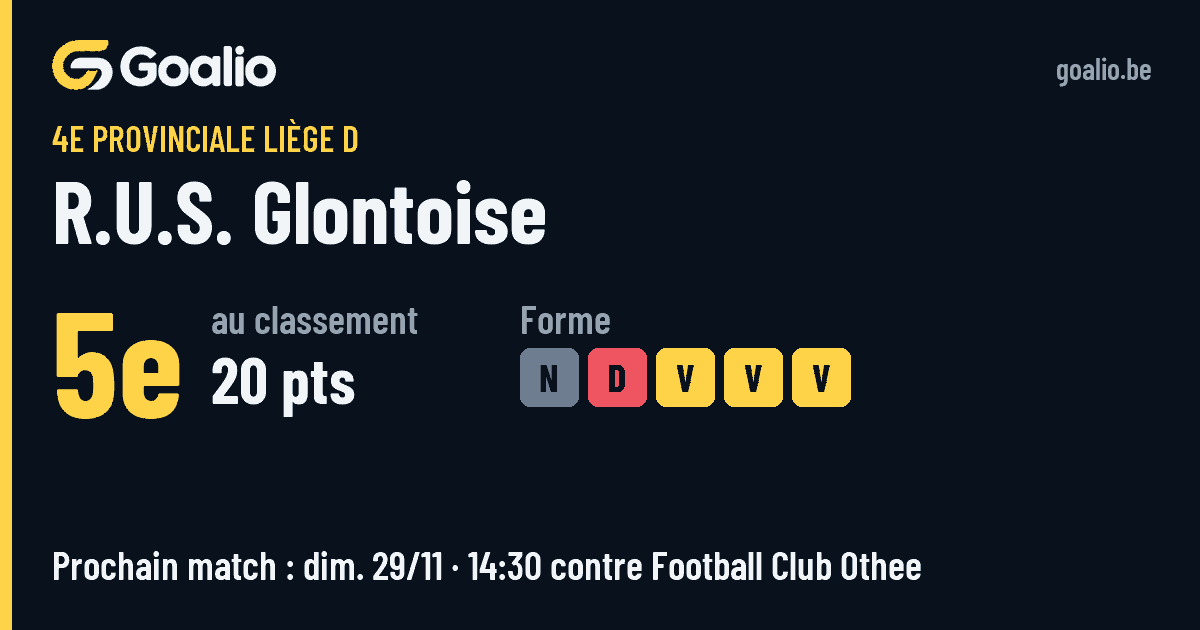 Goalio
goalio.be
4E PROVINCIALE LIÈGE D
R.U.S. Glontoise
5e
au classement
20 pts
Forme
N D V V V
Prochain match : dim. 29/11 · 14:30 contre Football Club Othee